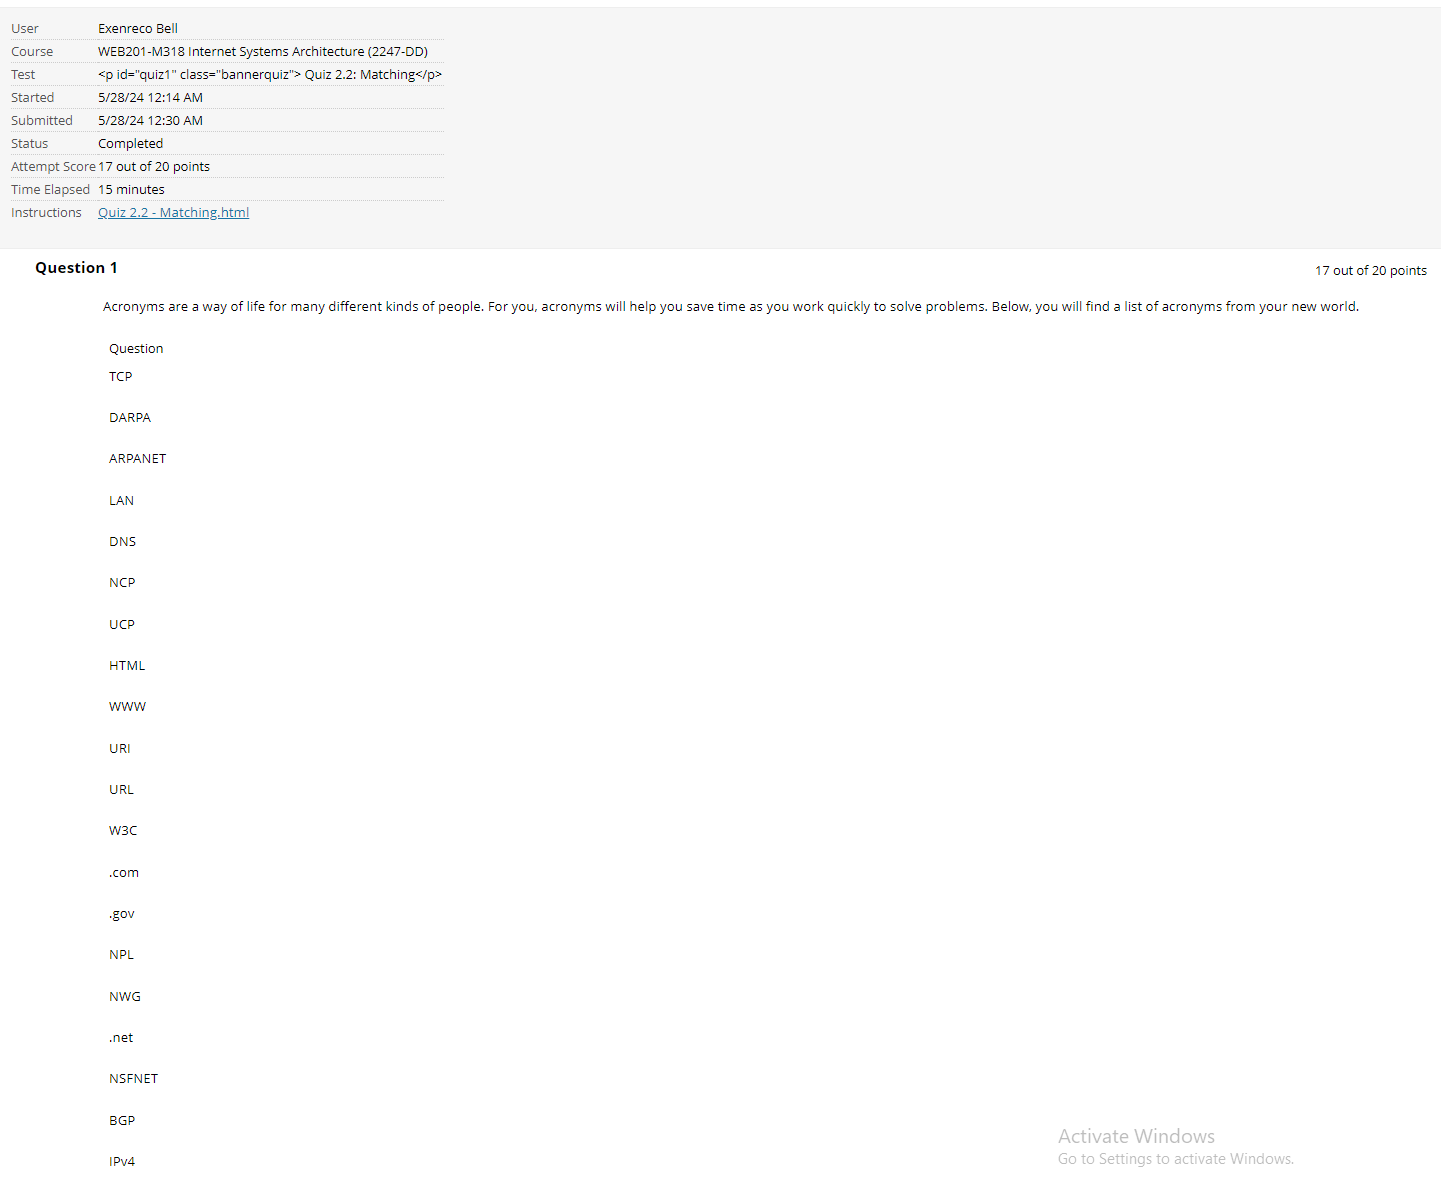 User Exenreco Bell
Course WEB201-M318 Internet Systems Architecture (2247-DD)
Test <p id="quiz1" class="bannerquiz"> Quiz 2.2: Matching</p>
Started 5/28/24 12:14 AM
Submitted 5/28/24 12:30 AM
Status Completed
Attempt Score 17 out of 20 points
Time Elapsed 15 minutes
Instructions Quiz 2.2 - Matching.html
Question 1 17 out of 20 points
Acronyms are a way of life for many different kinds of people. For you, acronyms will help you save time as you work quickly to solve problems. Below, you will find a list of acronyms from your new world.
Question
TCP
DARPA
ARPANET
LAN
DNS
NCP
UCP
HTML
WWW
URI
URL
W3C
.com
.gov
NPL
NWG
.net
NSFNET
BGP
IPv4
Activate Windows
Go to Settings to activate Windows.